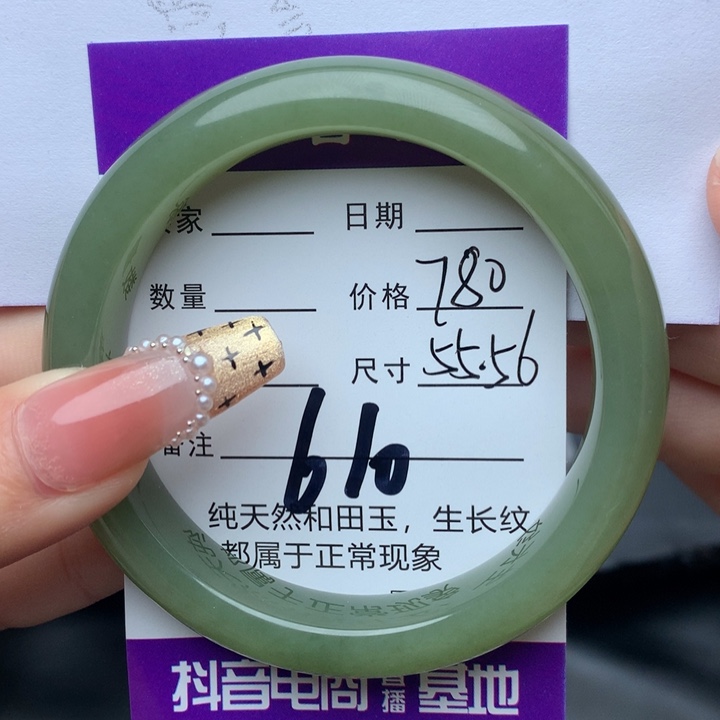 家 日期
数量 价格 780
尺寸 55.56
备注 610
纯天然和田玉，生长纹
都属于正常现象
抖音电商直播基地